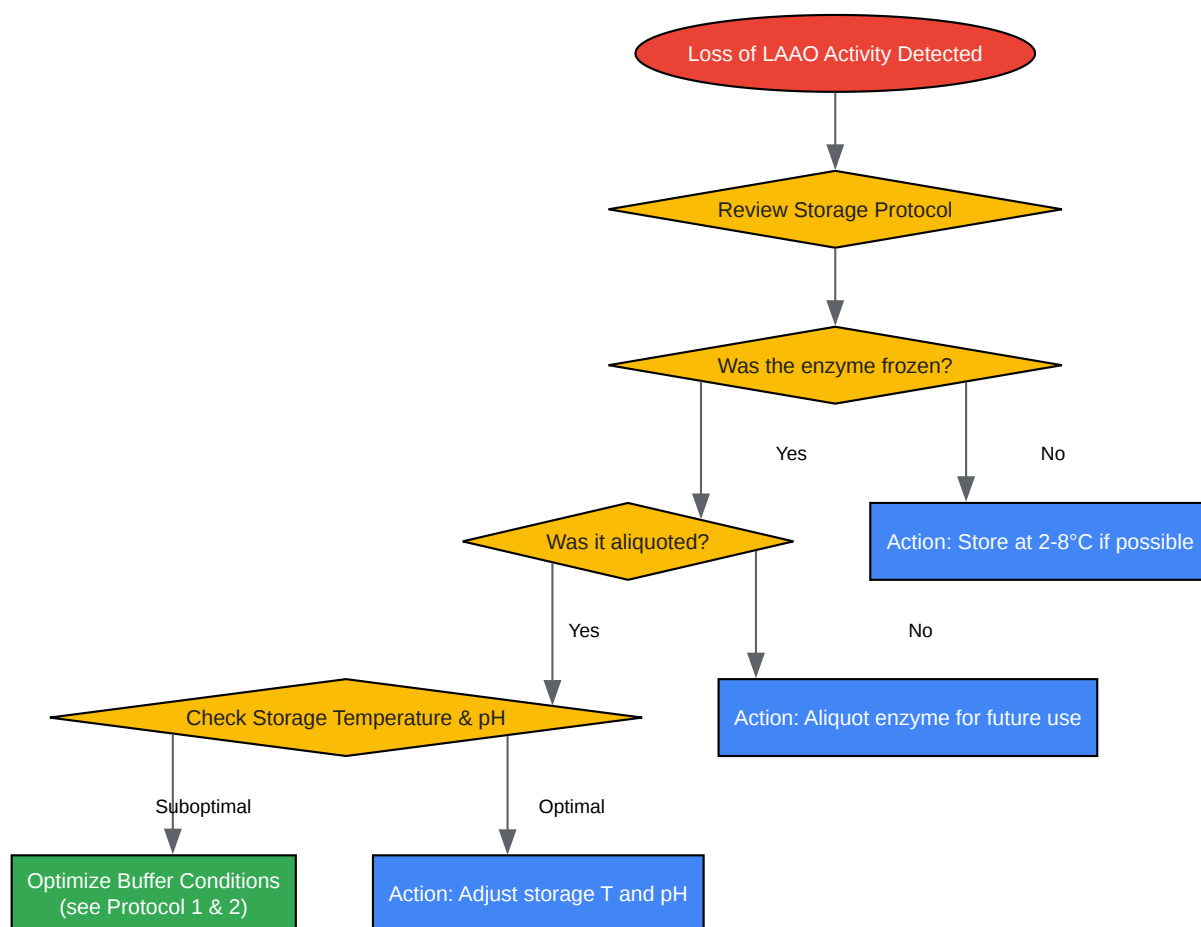 Loss of LAAO Activity Detected
Review Storage Protocol
Was the enzyme frozen?
Yes
No
Was it aliquoted?
Action: Store at 2-8°C if possible
Yes
No
Check Storage Temperature & pH
Action: Aliquot enzyme for future use
Suboptimal
Optimal
Optimize Buffer Conditions
(see Protocol 1 & 2)
Action: Adjust storage T and pH